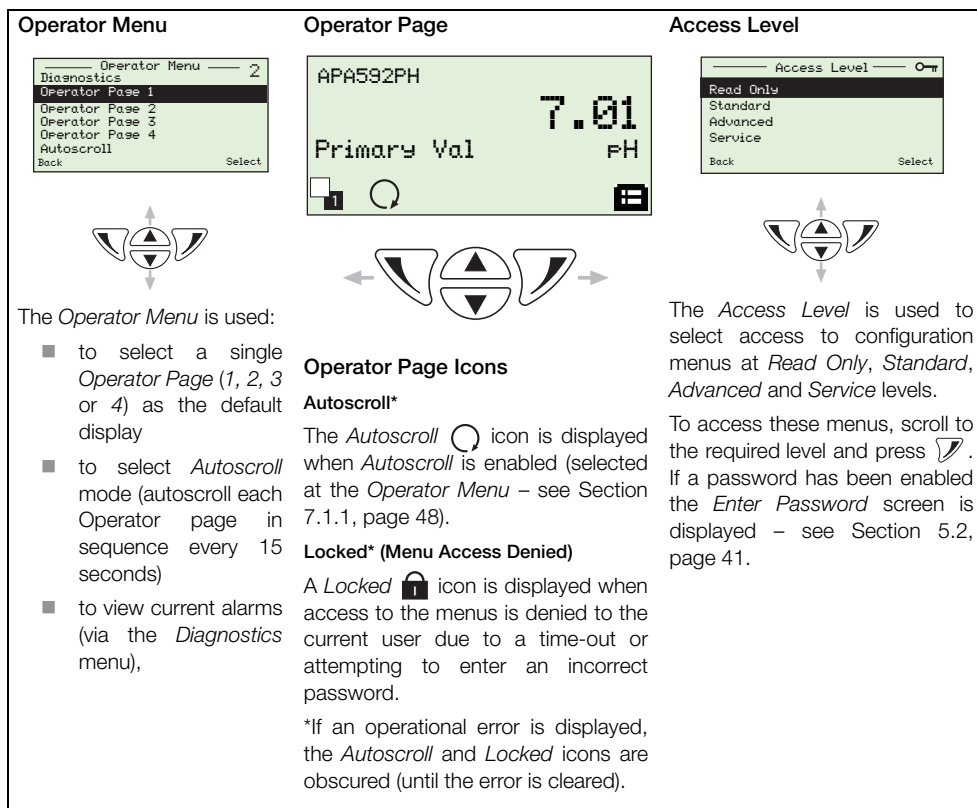 Operator Menu
Operator Menu 2
Diagnostics
Operator Page 1
Operator Page 2
Operator Page 3
Operator Page 4
Autoscroll
Back Select
The Operator Menu is used:
■ to select a single
Operator Page (1, 2, 3
or 4) as the default
display
■ to select Autoscroll
mode (autoscroll each
Operator page in
sequence every 15
seconds)
■ to view current alarms
(via the Diagnostics
menu),
Operator Page
APA592PH
7.01
Primary Val pH
1
Operator Page Icons
Autoscroll*
The Autoscroll icon is displayed
when Autoscroll is enabled (selected
at the Operator Menu – see Section
7.1.1, page 48).
Locked* (Menu Access Denied)
A Locked icon is displayed when
access to the menus is denied to the
current user due to a time-out or
attempting to enter an incorrect
password.
*If an operational error is displayed,
the Autoscroll and Locked icons are
obscured (until the error is cleared).
Access Level
Access Level
Read Only
Standard
Advanced
Service
Back Select
The Access Level is used to
select access to configuration
menus at Read Only, Standard,
Advanced and Service levels.
To access these menus, scroll to
the required level and press .
If a password has been enabled
the Enter Password screen is
displayed – see Section 5.2,
page 41.